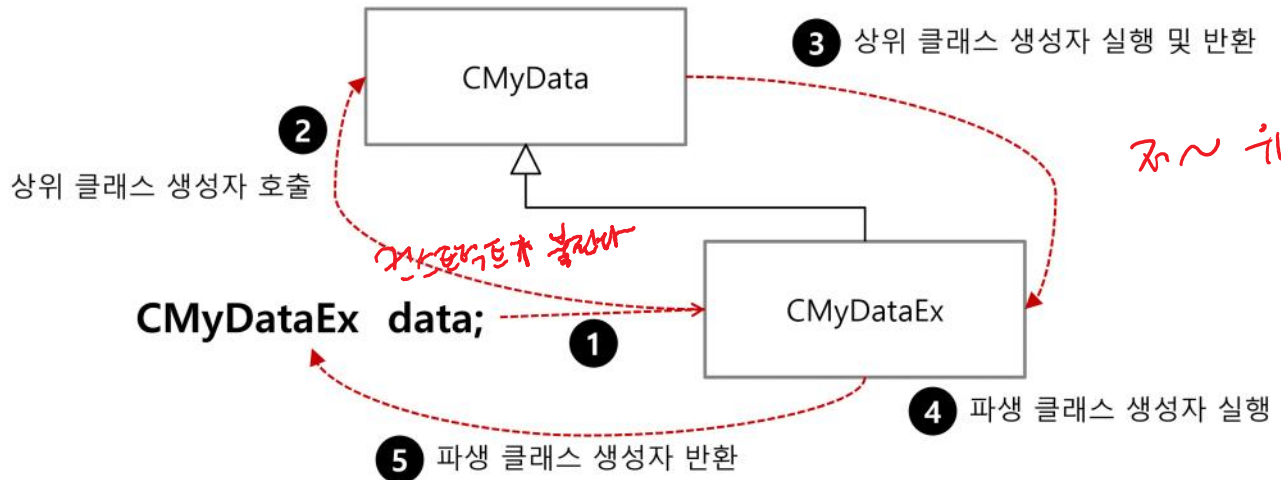 CMyData
3 상위 클래스 생성자 실행 및 반환
2
상위 클래스 생성자 호출
CMyDataEx data;
1
CMyDataEx
4 파생 클래스 생성자 실행
5 파생 클래스 생성자 반환